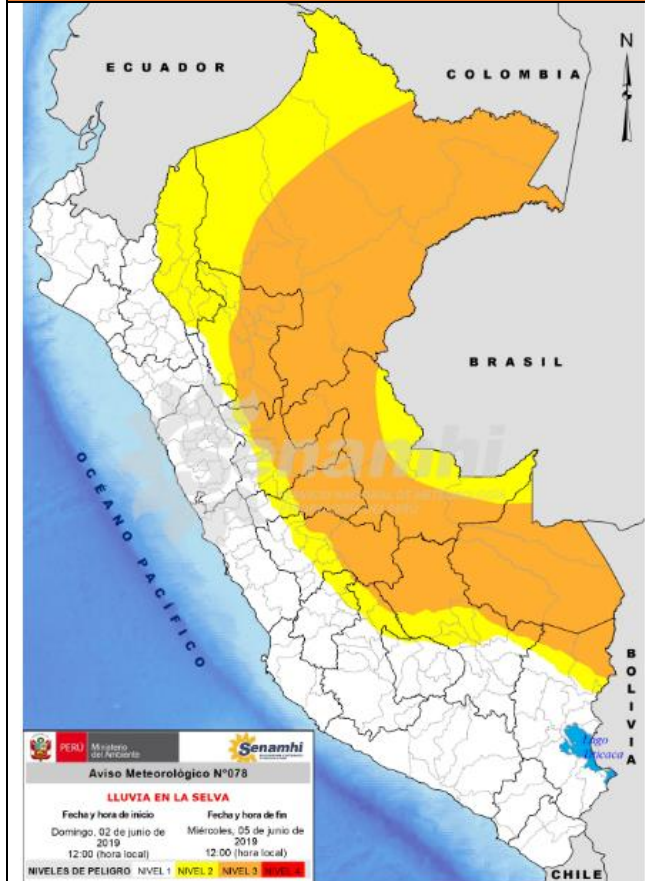 ECUADOR
COLOMBIA
N
BRASIL
OCÉANO PACÍFICO
BOLIVIA
Lago
Titicaca
CHILE
Senamhi
PERÚ Ministerio
del Ambiente
Senamhi
Aviso Meteorológico N°078
LLUVIA EN LA SELVA
Fecha y hora de inicio
Domingo, 02 de junio de
2019
12:00 (hora local)
Fecha y hora de fin
Miércoles, 05 de junio de
2019
12:00 (hora local)
NIVELES DE PELIGRO NIVEL 1 NIVEL 2 NIVEL 3 NIVEL 4